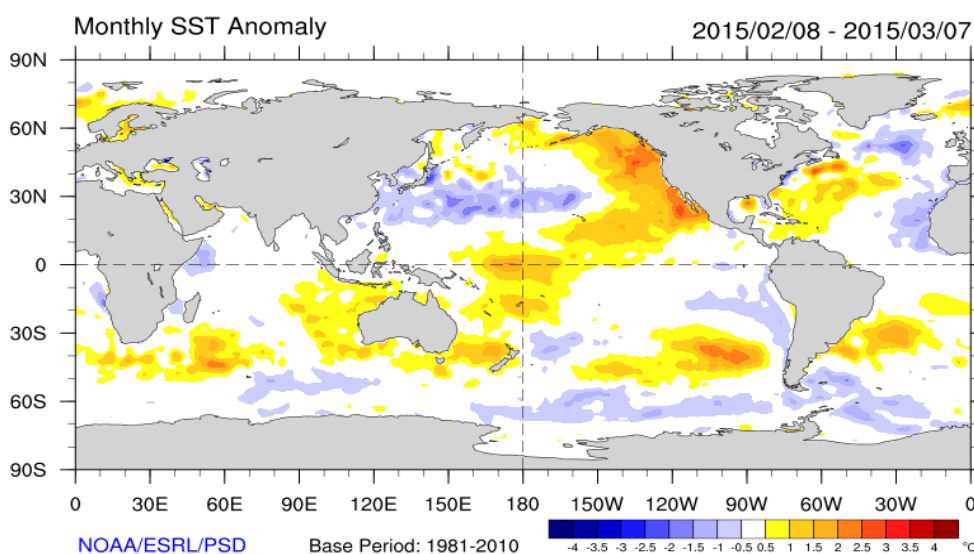 Monthly SST Anomaly 2015/02/08 - 2015/03/07
90N
60N
30N
0
30S
60S
90S
0 30E 60E 90E 120E 150E 180 150W 120W 90W 60W 30W 0
NOAA/ESRL/PSD Base Period: 1981-2010
-4 -3.5 -3 -2.5 -2 -1.5 -1 -0.5 0.5 1 1.5 2 2.5 3 3.5 4 °C